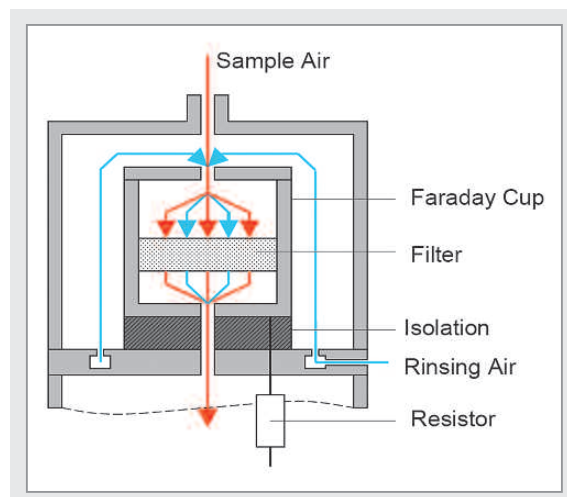 Sample Air
Faraday Cup
Filter
Isolation
Rinsing Air
Resistor